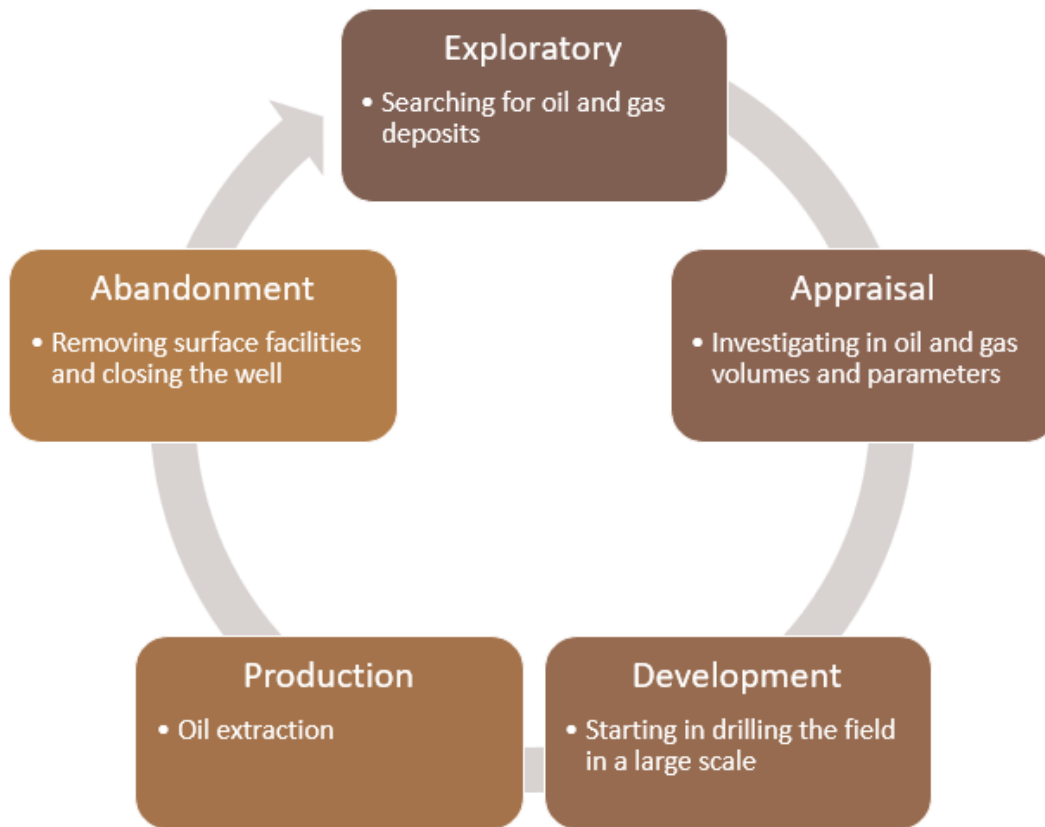 Exploratory
• Searching for oil and gas
deposits
Appraisal
• Investigating in oil and gas
volumes and parameters
Development
• Starting in drilling the field
in a large scale
Production
• Oil extraction
Abandonment
• Removing surface facilities
and closing the well